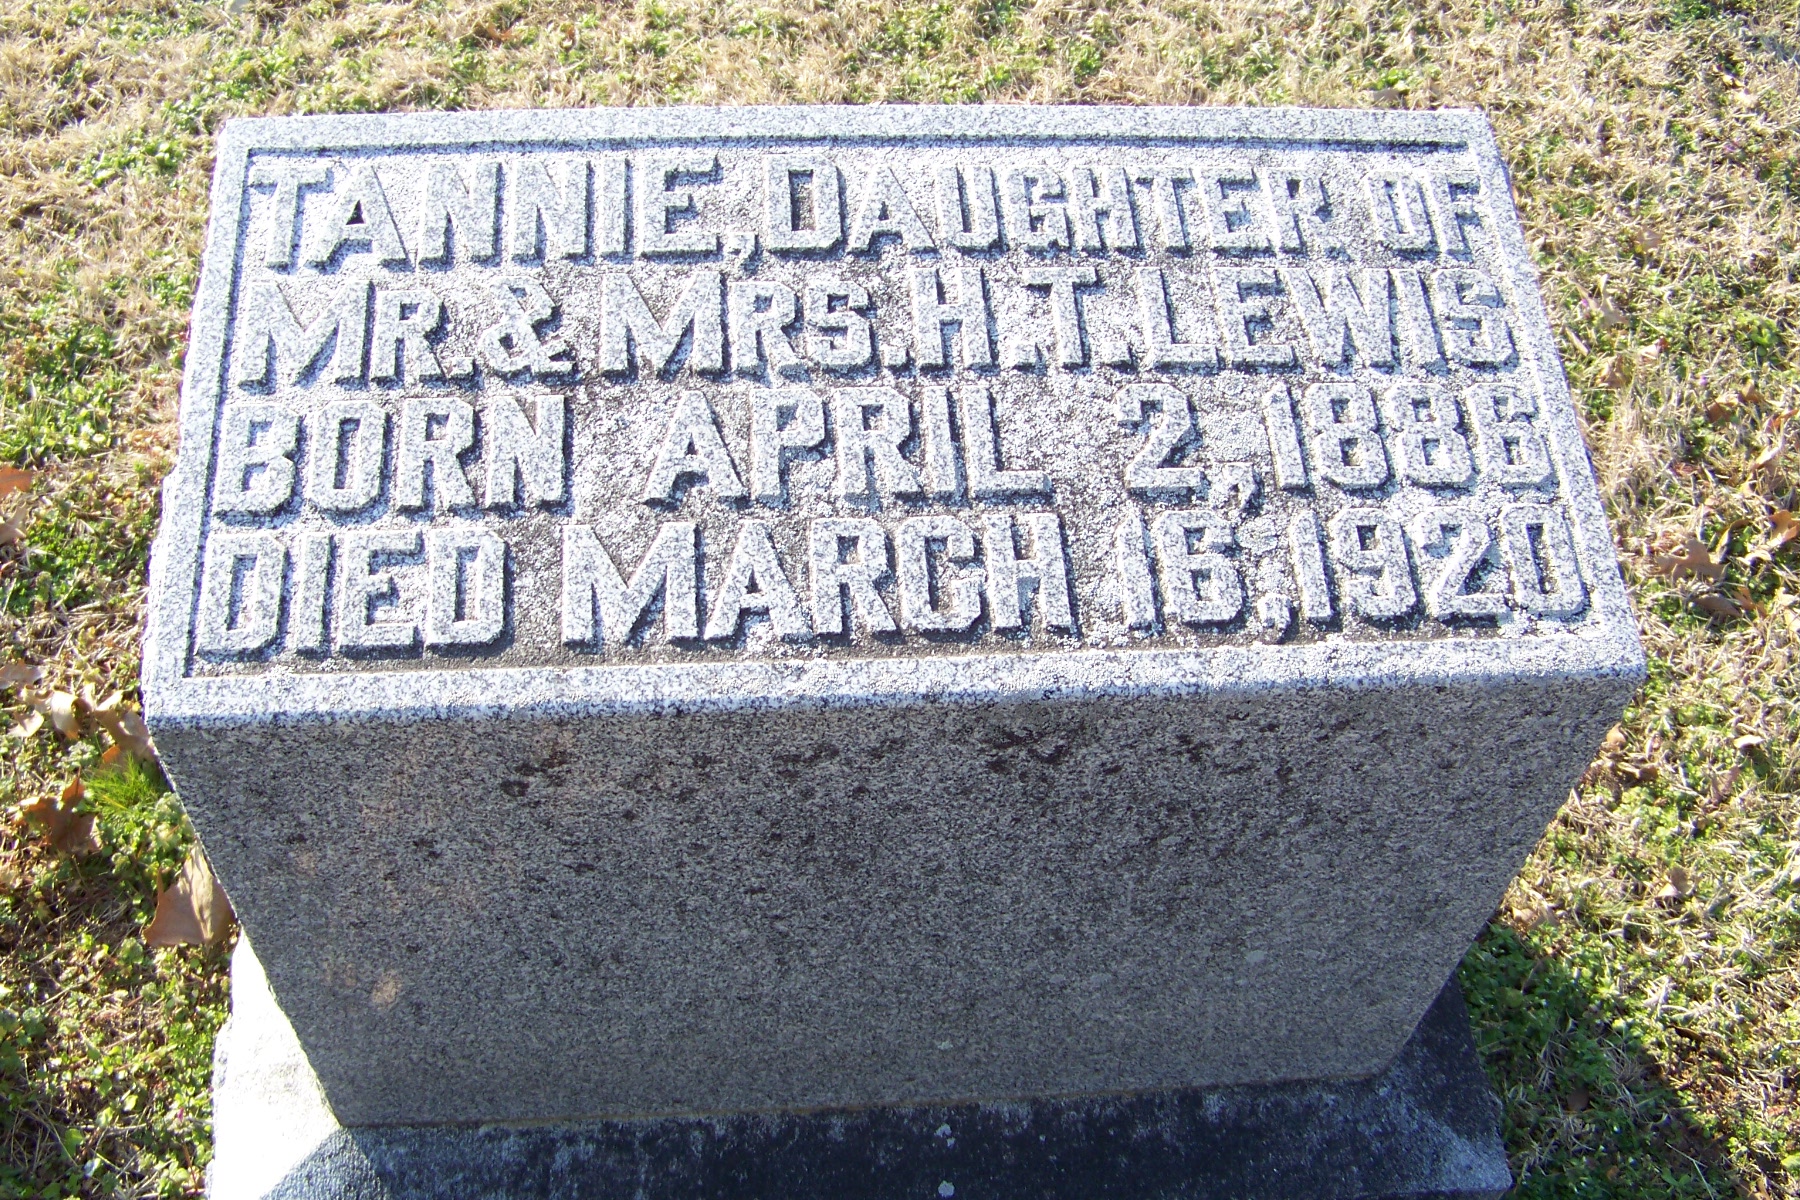 TANNIE, DAUGHTER OF
MR. & MRS. H. T. LEWIS
BORN APRIL 2, 1886
DIED MARCH 16, 1920